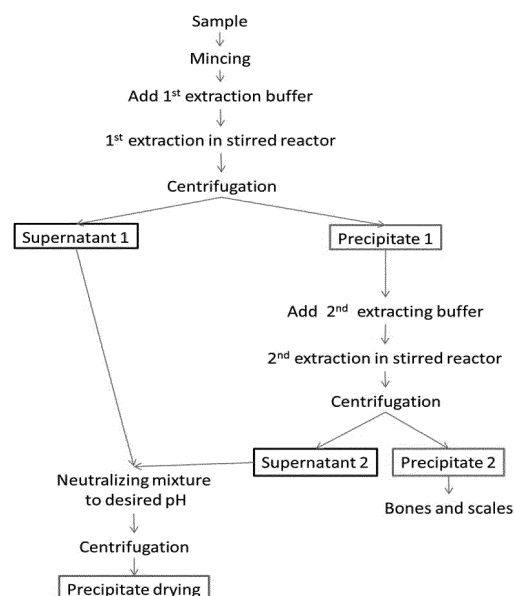 Sample
Mincing
Add 1st extraction buffer
1st extraction in stirred reactor
Centrifugation
Supernatant 1
Precipitate 1
Add 2nd extracting buffer
2nd extraction in stirred reactor
Centrifugation
Supernatant 2
Precipitate 2
Neutralizing mixture
to desired pH
Bones and scales
Centrifugation
Precipitate drying